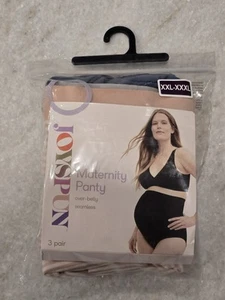 XXL-XXXL
JOYSPUN
Maternity
Panty
over belly
seamless
3 pair